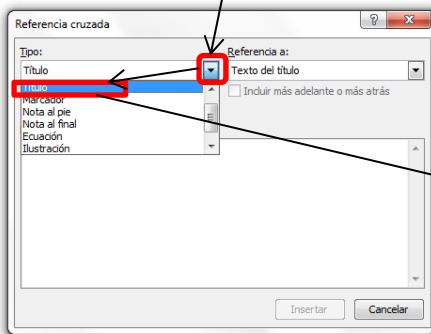 Referencia cruzada
Tipo: Referencia a:
Título Texto del título
Título Incluir más adelante o más atrás
Marcador
Nota al pie
Nota al final
Ecuación
Ilustración
Insertar Cancelar